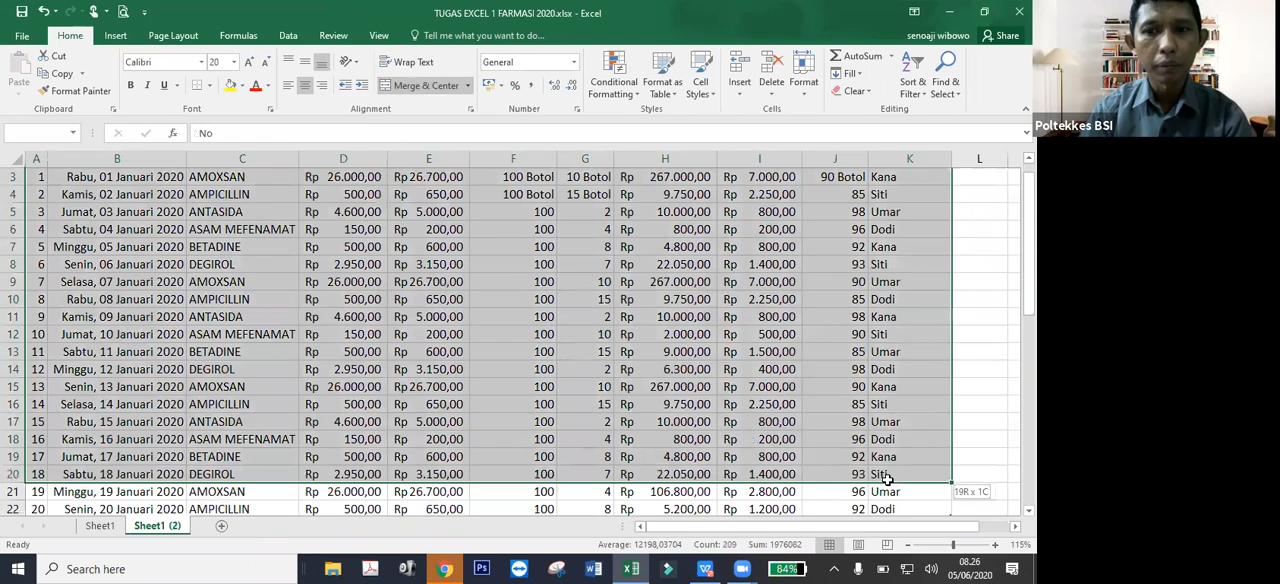 TUGAS EXCEL 1 FARMASI 2020.xlsx - Excel
File Home Insert Page Layout Formulas Data Review View Tell me what you want to do... senoaji wibowo Share
Cut
Copy
Format Painter
Paste
Clipboard
Calibri 20
B I U
Font
Wrap Text
Merge & Center
Alignment
General
% ,
Number
Conditional Formatting
Format as Table
Cell Styles
Styles
Insert Delete Format
Cells
AutoSum
Fill
Clear
Sort & Filter
Find & Select
Editing
Poltekkes BSI
fx No
A B C D E F G H I J K L
3 1 Rabu, 01 Januari 2020 AMOXSAN Rp 26.000,00 Rp 26.700,00 100 Botol 10 Botol Rp 267.000,00 Rp 7.000,00 90 Botol Kana
4 2 Kamis, 02 Januari 2020 AMPICILLIN Rp 500,00 Rp 650,00 100 Botol 15 Botol Rp 9.750,00 Rp 2.250,00 85 Siti
5 3 Jumat, 03 Januari 2020 ANTASIDA Rp 4.600,00 Rp 5.000,00 100 2 Rp 10.000,00 Rp 800,00 98 Umar
6 4 Sabtu, 04 Januari 2020 ASAM MEFENAMAT Rp 150,00 Rp 200,00 100 4 Rp 800,00 Rp 200,00 96 Dodi
7 5 Minggu, 05 Januari 2020 BETADINE Rp 500,00 Rp 600,00 100 8 Rp 4.800,00 Rp 800,00 92 Kana
8 6 Senin, 06 Januari 2020 DEGIROL Rp 2.950,00 Rp 3.150,00 100 7 Rp 22.050,00 Rp 1.400,00 93 Siti
9 7 Selasa, 07 Januari 2020 AMOXSAN Rp 26.000,00 Rp 26.700,00 100 10 Rp 267.000,00 Rp 7.000,00 90 Umar
10 8 Rabu, 08 Januari 2020 AMPICILLIN Rp 500,00 Rp 650,00 100 15 Rp 9.750,00 Rp 2.250,00 85 Dodi
11 9 Kamis, 09 Januari 2020 ANTASIDA Rp 4.600,00 Rp 5.000,00 100 2 Rp 10.000,00 Rp 800,00 98 Kana
12 10 Jumat, 10 Januari 2020 ASAM MEFENAMAT Rp 150,00 Rp 200,00 100 10 Rp 2.000,00 Rp 500,00 90 Siti
13 11 Sabtu, 11 Januari 2020 BETADINE Rp 500,00 Rp 600,00 100 15 Rp 9.000,00 Rp 1.500,00 85 Umar
14 12 Minggu, 12 Januari 2020 DEGIROL Rp 2.950,00 Rp 3.150,00 100 2 Rp 6.300,00 Rp 400,00 98 Dodi
15 13 Senin, 13 Januari 2020 AMOXSAN Rp 26.000,00 Rp 26.700,00 100 10 Rp 267.000,00 Rp 7.000,00 90 Kana
16 14 Selasa, 14 Januari 2020 AMPICILLIN Rp 500,00 Rp 650,00 100 15 Rp 9.750,00 Rp 2.250,00 85 Siti
17 15 Rabu, 15 Januari 2020 ANTASIDA Rp 4.600,00 Rp 5.000,00 100 2 Rp 10.000,00 Rp 800,00 98 Umar
18 16 Kamis, 16 Januari 2020 ASAM MEFENAMAT Rp 150,00 Rp 200,00 100 4 Rp 800,00 Rp 200,00 96 Dodi
19 17 Jumat, 17 Januari 2020 BETADINE Rp 500,00 Rp 600,00 100 8 Rp 4.800,00 Rp 800,00 92 Kana
20 18 Sabtu, 18 Januari 2020 DEGIROL Rp 2.950,00 Rp 3.150,00 100 7 Rp 22.050,00 Rp 1.400,00 93 Siti
21 19 Minggu, 19 Januari 2020 AMOXSAN Rp 26.000,00 Rp 26.700,00 100 4 Rp 106.800,00 Rp 2.800,00 96 Umar 19R x 1C
22 20 Senin, 20 Januari 2020 AMPICILLIN Rp 500,00 Rp 650,00 100 8 Rp 5.200,00 Rp 1.200,00 92 Dodi
Sheet1 Sheet1 (2)
Ready Average: 12198,03704 Count: 209 Sum: 1976082 115%
Search here 84% 08.26
05/06/2020